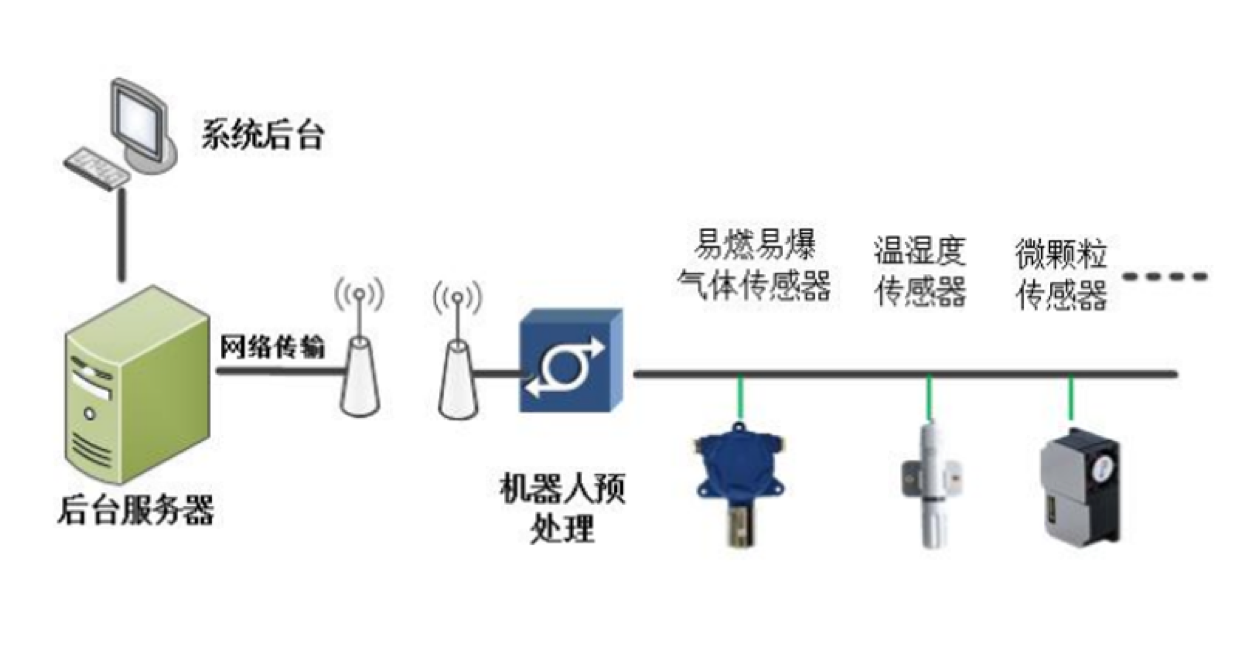 系统后台
易燃易爆
气体传感器
温湿度
传感器
微颗粒
传感器
网络传输
后台服务器
机器人预
处理